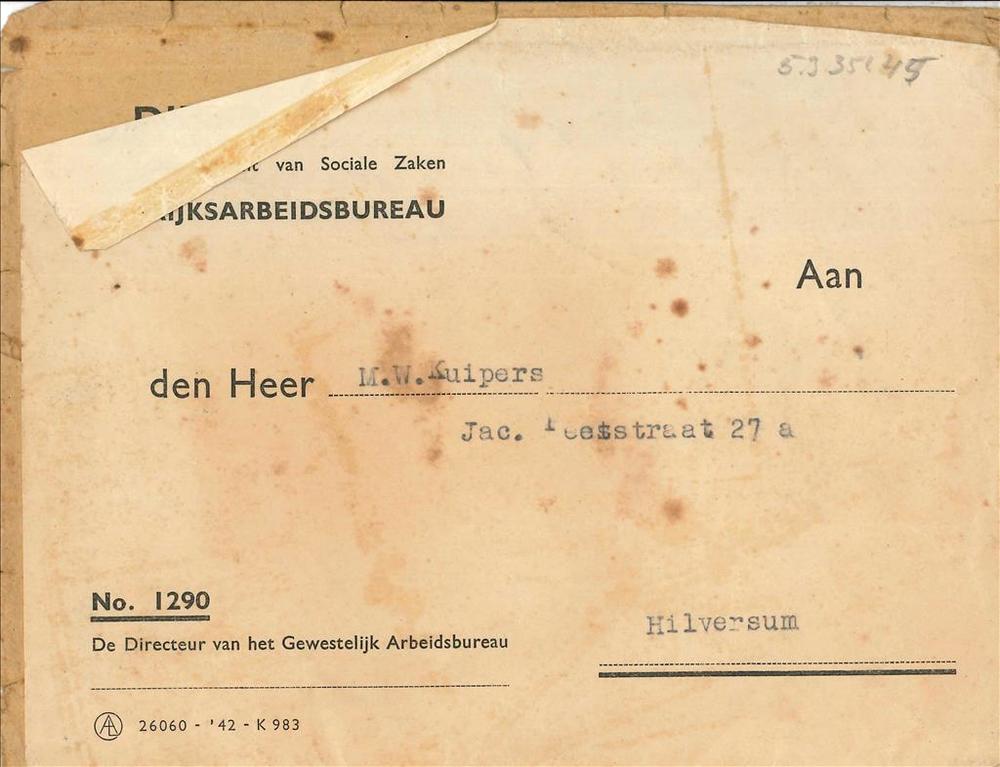 van Sociale Zaken
RIJKSARBEIDSBUREAU
Aan
den Heer M.W.Kuipers
Jac. 27 a
No. 1290
De Directeur van het Gewestelijk Arbeidsbureau
Hilversum
26060 - '42 - K 983